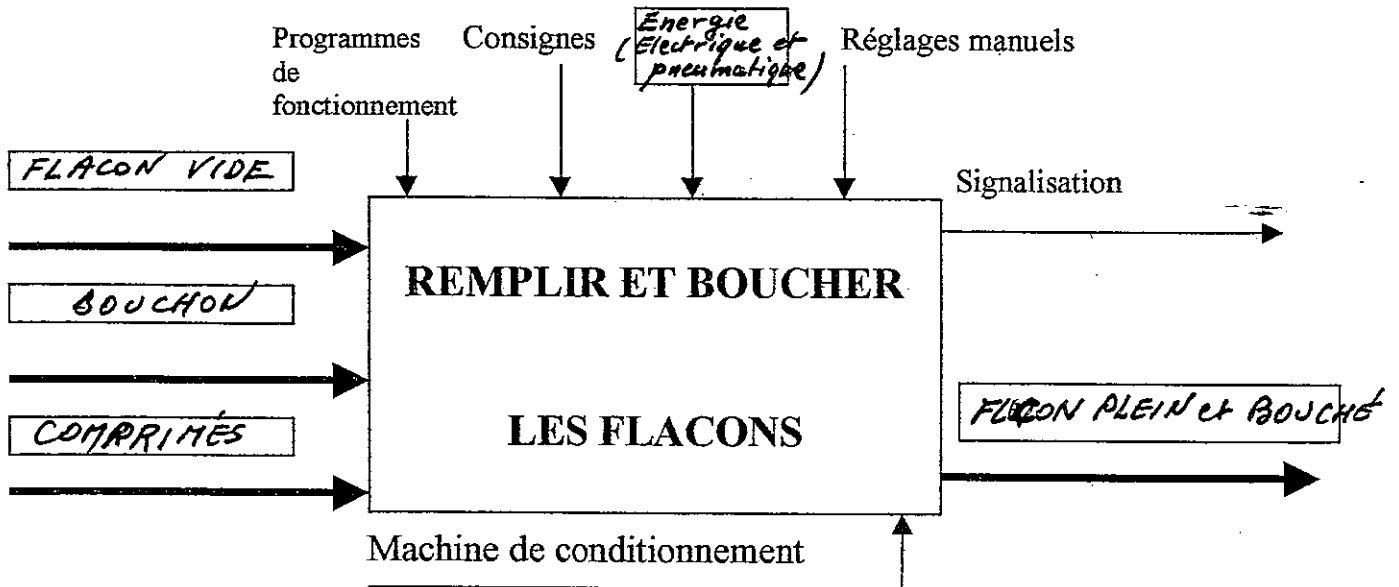 Programmes
de
fonctionnement
Consignes
Energie
(Electrique et
pneumatique)
Réglages manuels
FLACON VIDE
Signalisation
REMPLIR ET BOUCHER
BOUCHON
LES FLACONS
FLACON PLEIN et BOUCHÉ
COMPRIMÉS
Machine de conditionnement